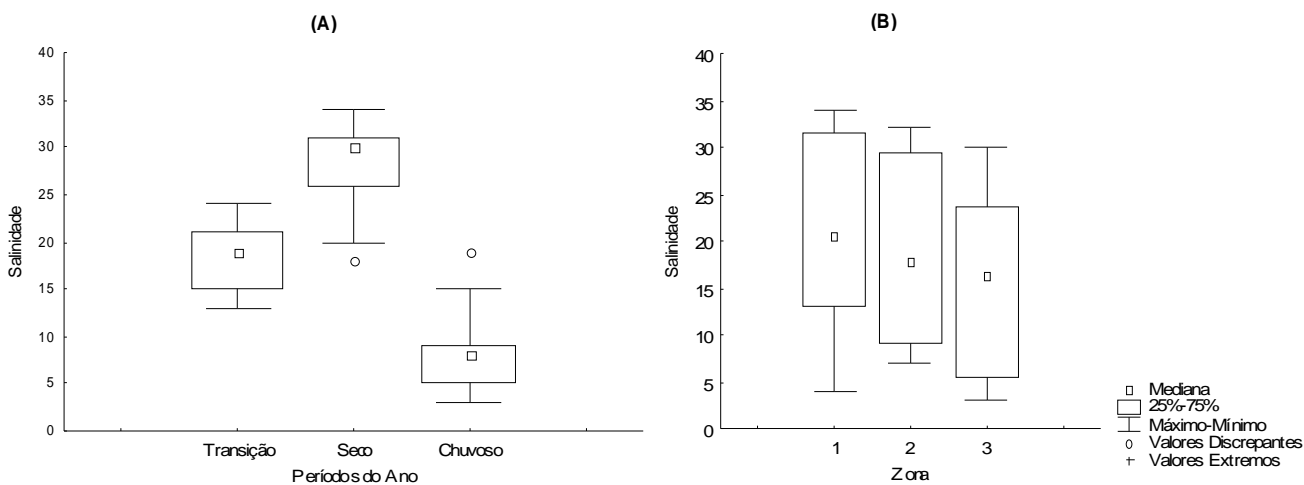 (A)
40
35
30
25
20
15
10
5
0
Salinidade
Transição Seco Chuvoso
Períodos do Ano
(B)
40
35
30
25
20
15
10
5
0
Salinidade
1 2 3
Zona
Mediana
25%-75%
Máximo-Mínimo
Valores Discrepantes
Valores Extremos